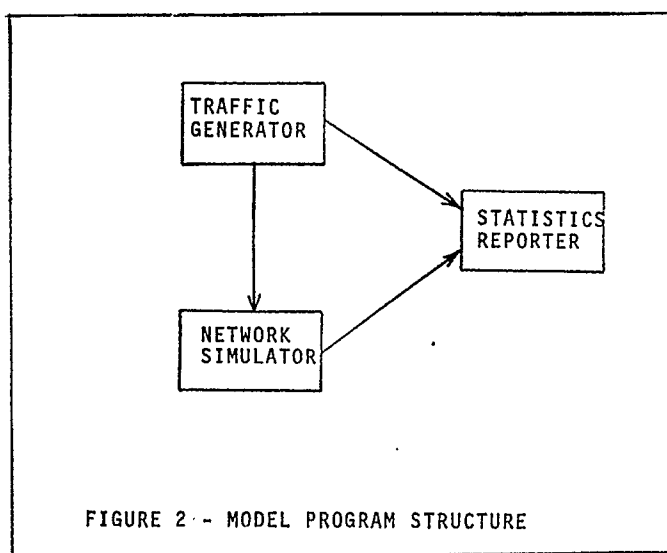 TRAFFIC
GENERATOR
STATISTICS
REPORTER
NETWORK
SIMULATOR
FIGURE 2 - MODEL PROGRAM STRUCTURE